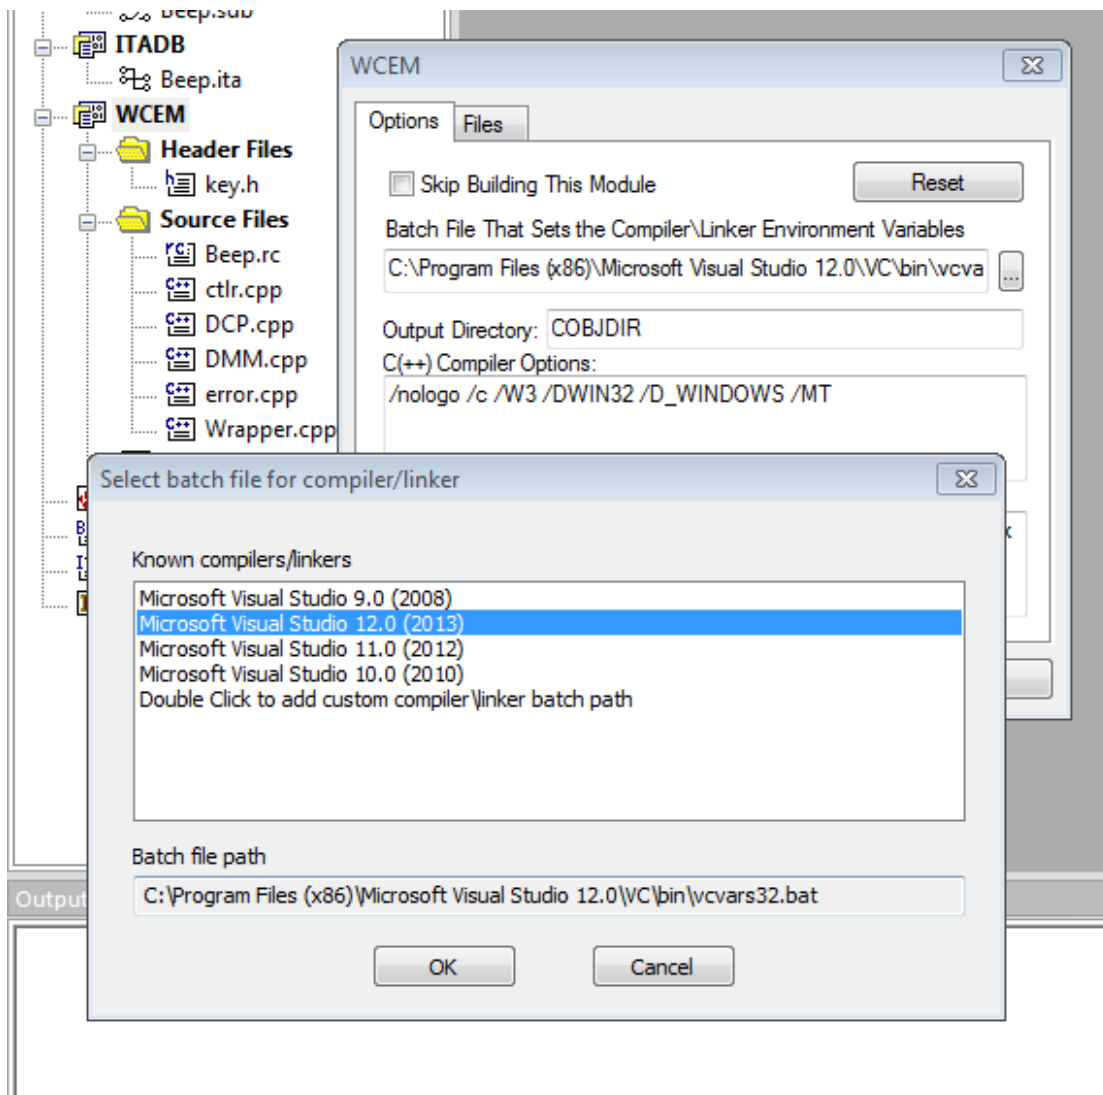 Beep.sub
ITADB
Beep.ita
WCEM
Header Files
key.h
Source Files
Beep.rc
ctlr.cpp
DCP.cpp
DMM.cpp
error.cpp
Wrapper.cpp
WCEM
Options
Files
Skip Building This Module
Reset
Batch File That Sets the Compiler\Linker Environment Variables
C:\Program Files (x86)\Microsoft Visual Studio 12.0\VC\bin\vcva
...
Output Directory:
COBJDIR
C(++) Compiler Options:
/nologo /c /W3 /DWIN32 /D_WINDOWS /MT
Select batch file for compiler/linker
Known compilers/linkers
Microsoft Visual Studio 9.0 (2008)
Microsoft Visual Studio 12.0 (2013)
Microsoft Visual Studio 11.0 (2012)
Microsoft Visual Studio 10.0 (2010)
Double Click to add custom compiler\linker batch path
Batch file path
C:\Program Files (x86)\Microsoft Visual Studio 12.0\VC\bin\vcvars32.bat
OK
Cancel
Output